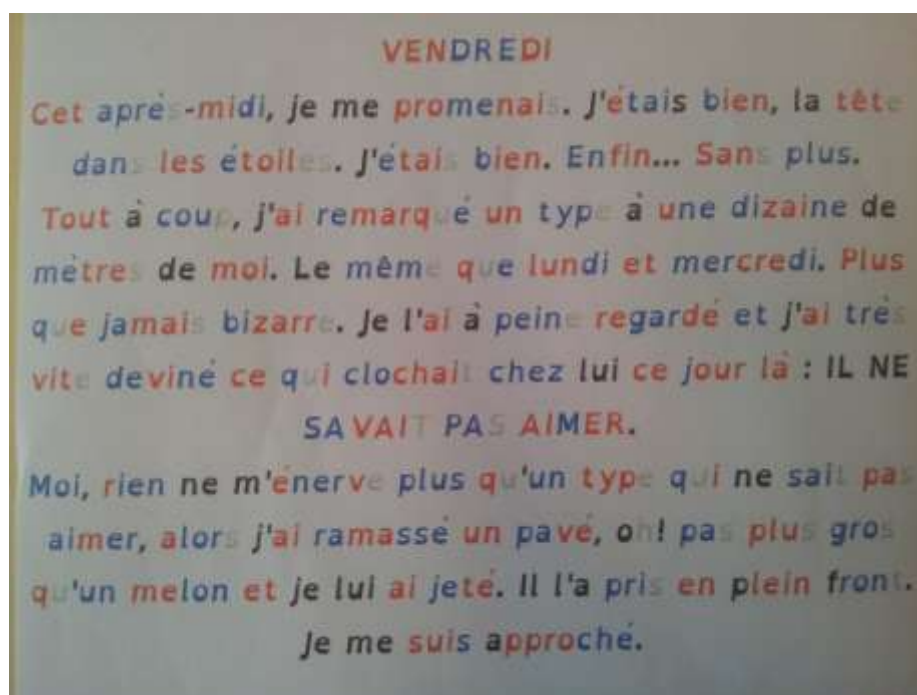 VENDREDI
Cet après-midi, je me promenais. J'étais bien, la tête
dans les étoiles. J'étais bien. Enfin... Sans plus.
Tout à coup, j'ai remarqué un type à une dizaine de
mètres de moi. Le même que lundi et mercredi. Plus
que jamais bizarre. Je l'ai à peine regardé et j'ai très
vite deviné ce qui clochait chez lui ce jour là : IL NE
SAVAIT PAS AIMER.
Moi, rien ne m'énerve plus qu'un type qui ne sait pas
aimer, alors j'ai ramassé un pavé, oh! pas plus gros
qu'un melon et je lui ai jeté. Il l'a pris en plein front.
Je me suis approché.